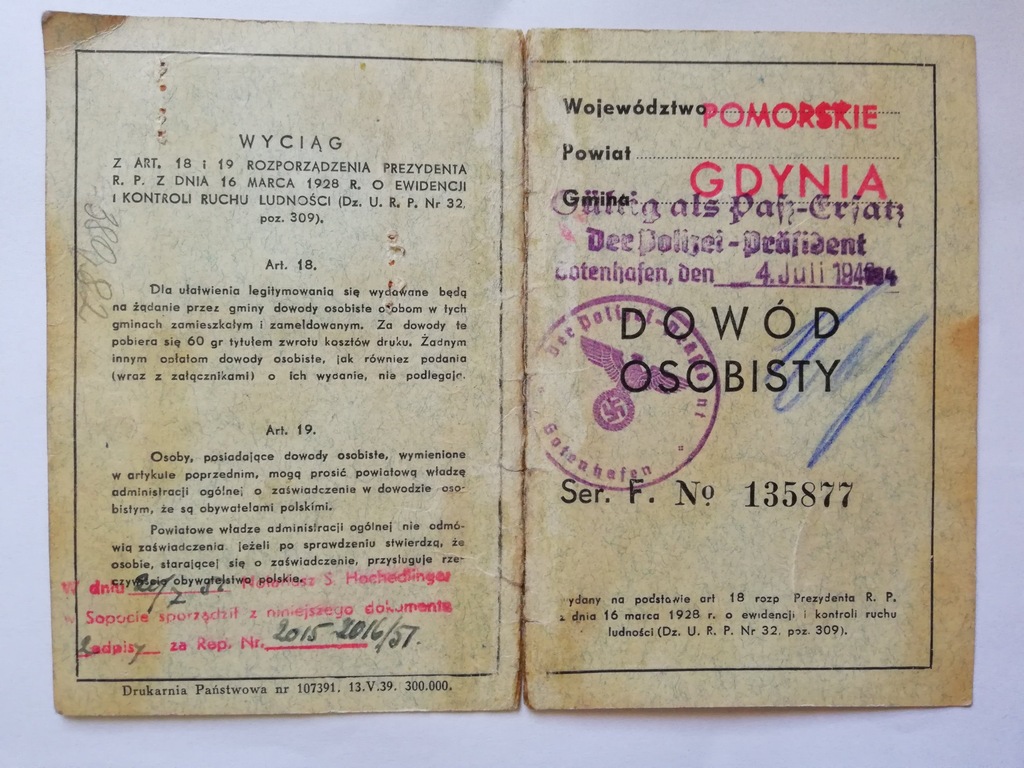 WYCIĄG
Z ART. 18 i 19 ROZPORZĄDZENIA PREZYDENTA
R. P. Z DNIA 16 MARCA 1928 R. O EWIDENCJI
I KONTROLI RUCHU LUDNOŚCI (Dz. U. R. P. Nr 32,
poz. 309).
Art. 18.
Dla ułatwienia legitymowania się wydawane będą
na żądanie przez gminy dowody osobiste osobom w tych
gminach zamieszkałym i zameldowanym. Za dowody te
pobiera się 60 gr tytułem zwrotu kosztów druku. Żadnym
innym opłatom dowody osobiste, jak również podania
(wraz z załącznikami) o ich wydanie, nie podlegają.
Art. 19.
Osoby, posiadające dowody osobiste, wymienione
w artykule poprzednim, mogą prosić powiatową władzę
administracji ogólnej o zaświadczenie w dowodzie oso-
bistym, że są obywatelami polskimi.
Powiatowe władze administracji ogólnej nie odmó-
wią zaświadczenia jeżeli po sprawdzeniu stwierdzą, że
osobie, starającej się o zaświadczenie, przysługuje rze-
czywiście obywatelstwo polskie.
W dniu Notariusz S. Hochedlinger
w Sopocie sporządził z niniejszego dokumentu
2 odpisy za Rep. Nr. 2015-2016/51.
Drukarnia Państwowa nr 107391. 13.V.39. 300.000.
Województwo POMORSKIE
Powiat GDYNIA
Gmina
Gültig als Paß-Ersatz
Der Polizei-Präsident
Gotenhafen, den 4. Juli
DOWÓD
OSOBISTY
Der Polizei-Präsident
Gotenhafen
Ser. F. № 135877
wydany na podstawie art 18 rozp Prezydenta R. P.
z dnia 16 marca 1928 r. o ewidencji i kontroli ruchu
ludności (Dz. U. R. P. Nr 32, poz. 309).